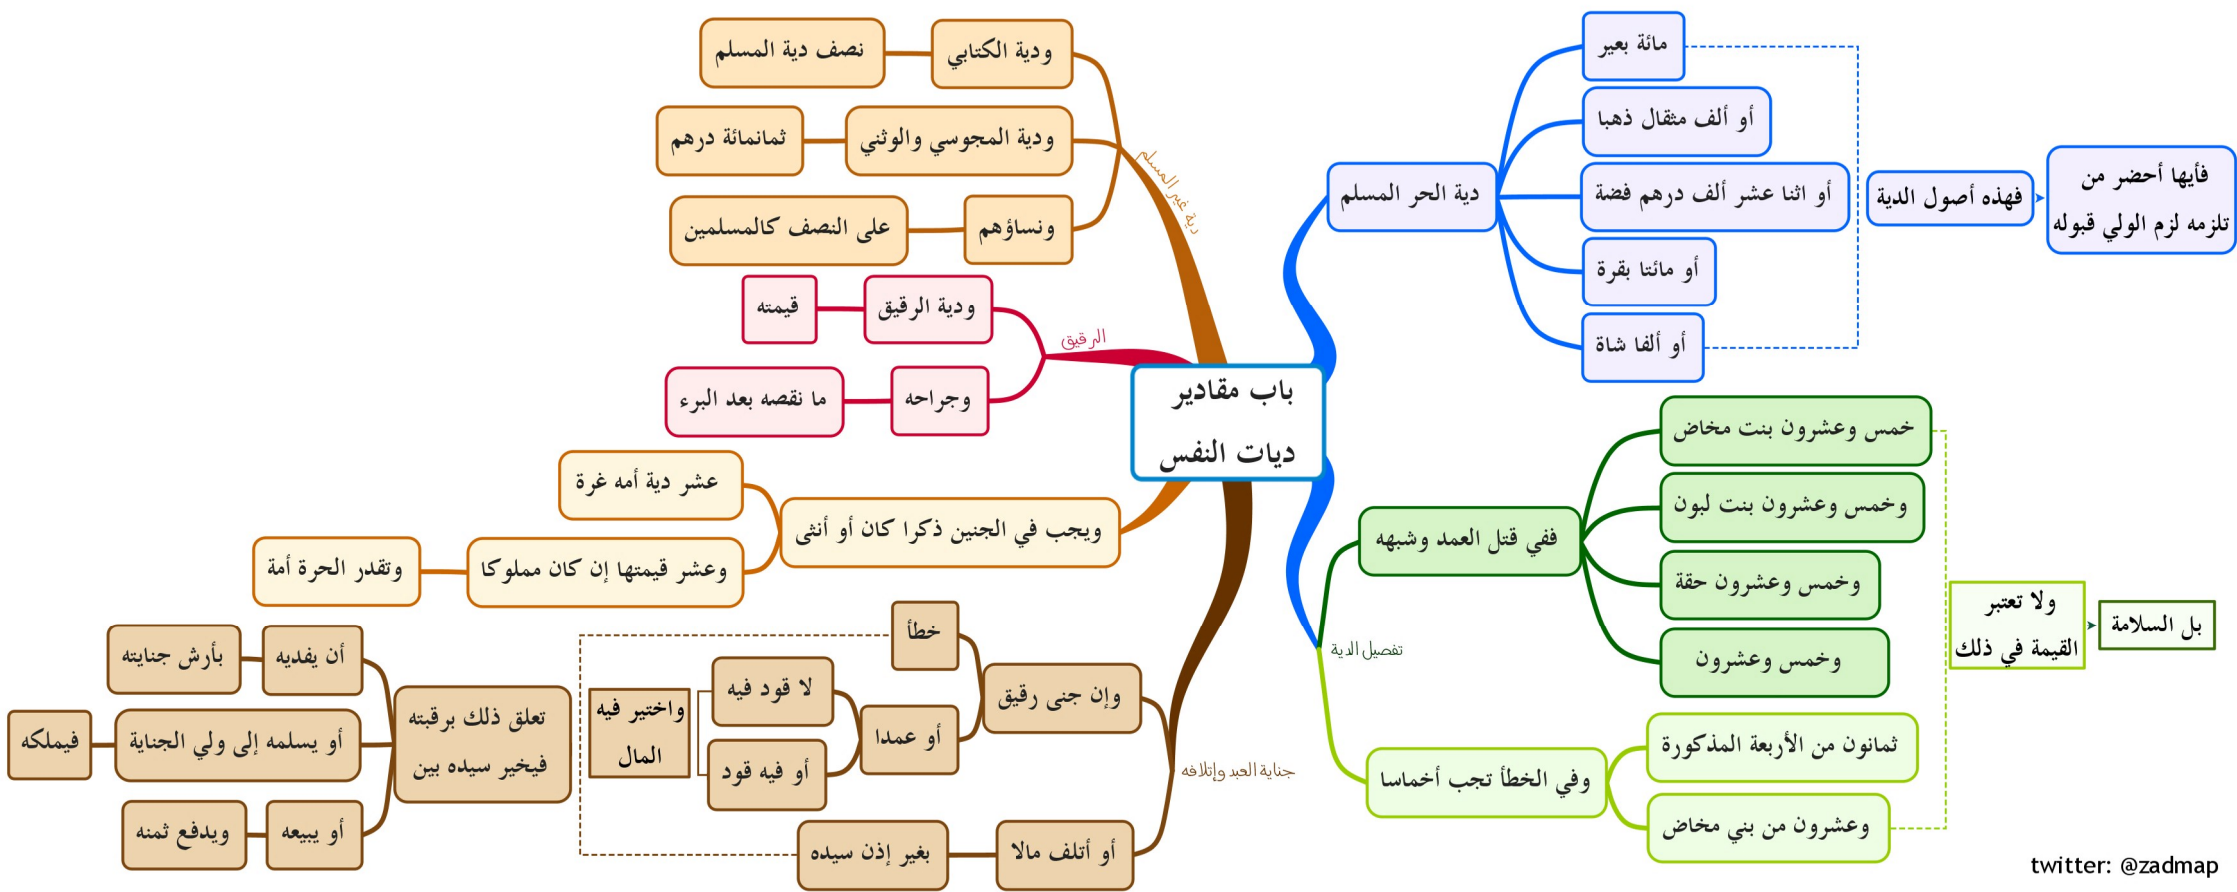 باب مقادير
ديات النفس
دية الحر المسلم
مائة بعير
أو ألف مثقال ذهبا
أو اثنا عشر ألف درهم فضة
أو مائتا بقرة
أو ألفا شاة
فهذه أصول الدية
فأيها أحضر من
تلزمه لزم الولي قبوله
تفصيل الدية
ففي قتل العمد وشبهه
خمس وعشرون بنت مخاض
وخمس وعشرون بنت لبون
وخمس وعشرون حقة
وخمس وعشرون
وفي الخطأ تجب أخماسا
ثمانون من الأربعة المذكورة
وعشرون من بني مخاض
ولا تعتبر
القيمة في ذلك
بل السلامة
دية غير المسلم
ودية الكتابي
نصف دية المسلم
ودية المجوسي والوثني
ثمانمائة درهم
ونساؤهم
على النصف كالمسلمين
الرقيق
ودية الرقيق
قيمته
وجراحه
ما نقصه بعد البرء
ويجب في الجنين ذكرا كان أو أنثى
عشر دية أمه غرة
وعشر قيمتها إن كان مملوكا
وتقدر الحرة أمة
جناية العبد وإتلافه
وإن جنى رقيق
خطأ
أو عمدا
لا قود فيه
أو فيه قود
واختير فيه
المال
أو أتلف مالا
بغير إذن سيده
تعلق ذلك برقبته
فيخير سيده بين
أن يفديه
بأرش جنايته
أو يسلمه إلى ولي الجناية
فيملكه
أو يبيعه
ويدفع ثمنه
twitter: @zadmap